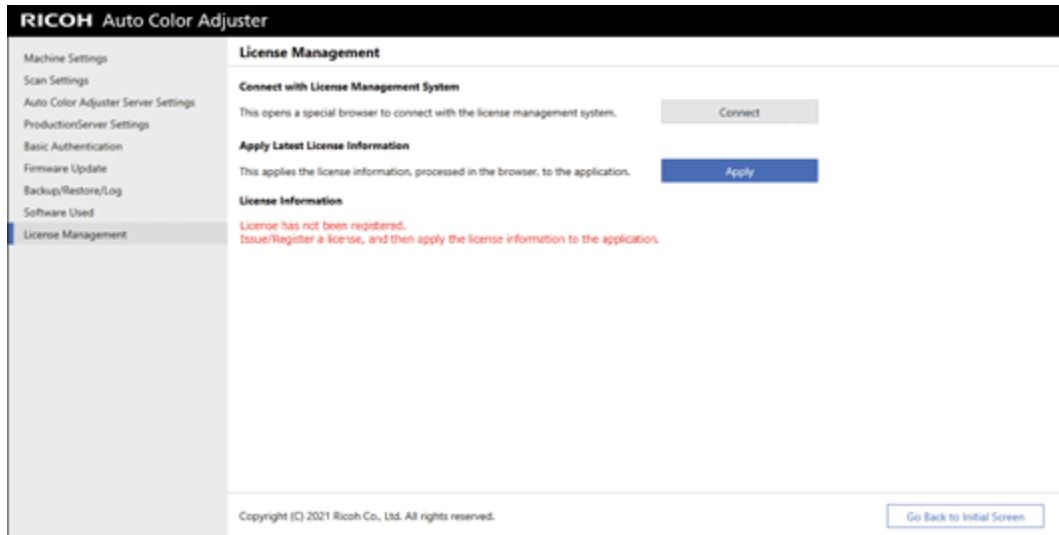 RICOH Auto Color Adjuster
Machine Settings
Scan Settings
Auto Color Adjuster Server Settings
ProductionServer Settings
Basic Authentication
Firmware Update
Backup/Restore/Log
Software Used
License Management
License Management
Connect with License Management System
This opens a special browser to connect with the license management system.
Connect
Apply Latest License Information
This applies the license information, processed in the browser, to the application.
Apply
License Information
License has not been registered.
Issue/Register a license, and then apply the license information to the application.
Copyright (C) 2021 Ricoh Co., Ltd. All rights reserved.
Go Back to Initial Screen